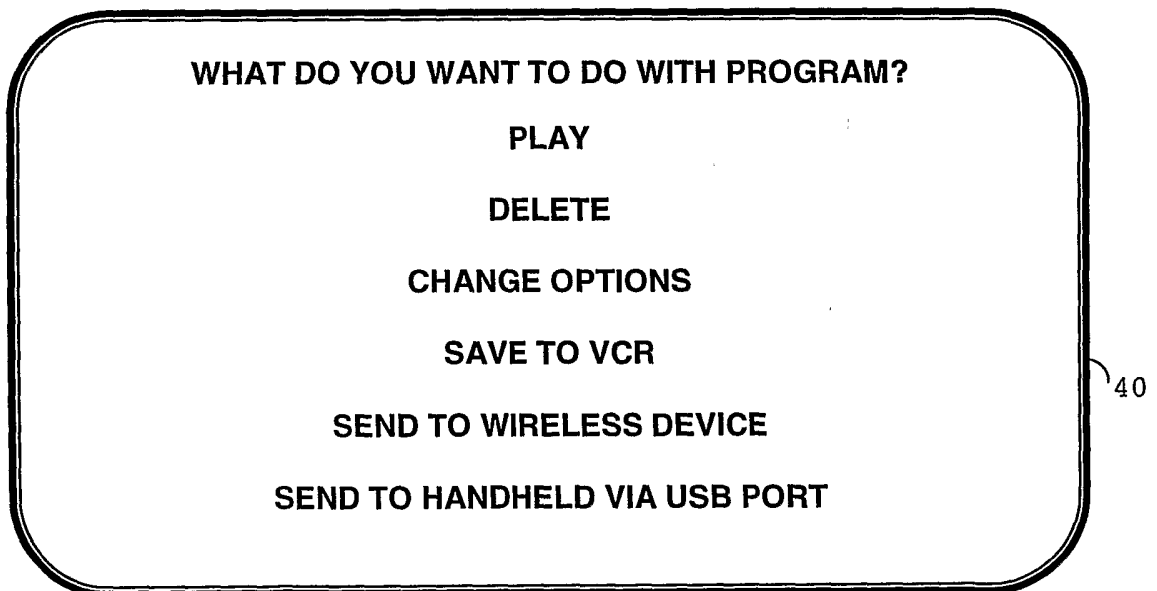 WHAT DO YOU WANT TO DO WITH PROGRAM?
PLAY
DELETE
CHANGE OPTIONS
SAVE TO VCR
40
SEND TO WIRELESS DEVICE
SEND TO HANDHELD VIA USB PORT